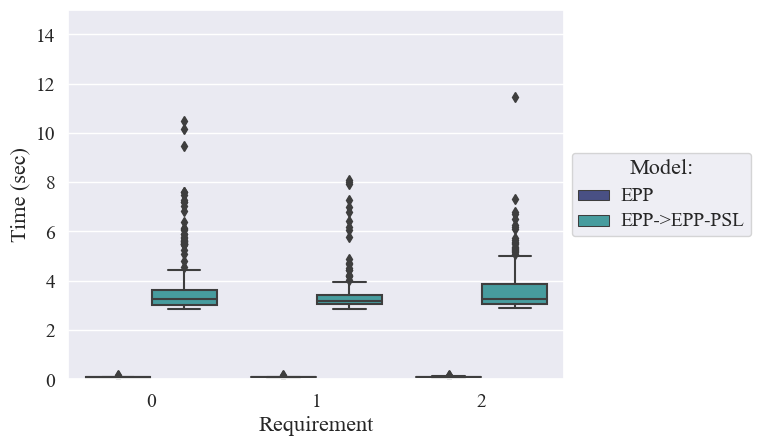 14
12
10
8
6
4
2
0
Time (sec)
0 1 2
Requirement
Model:
EPP
EPP->EPP-PSL